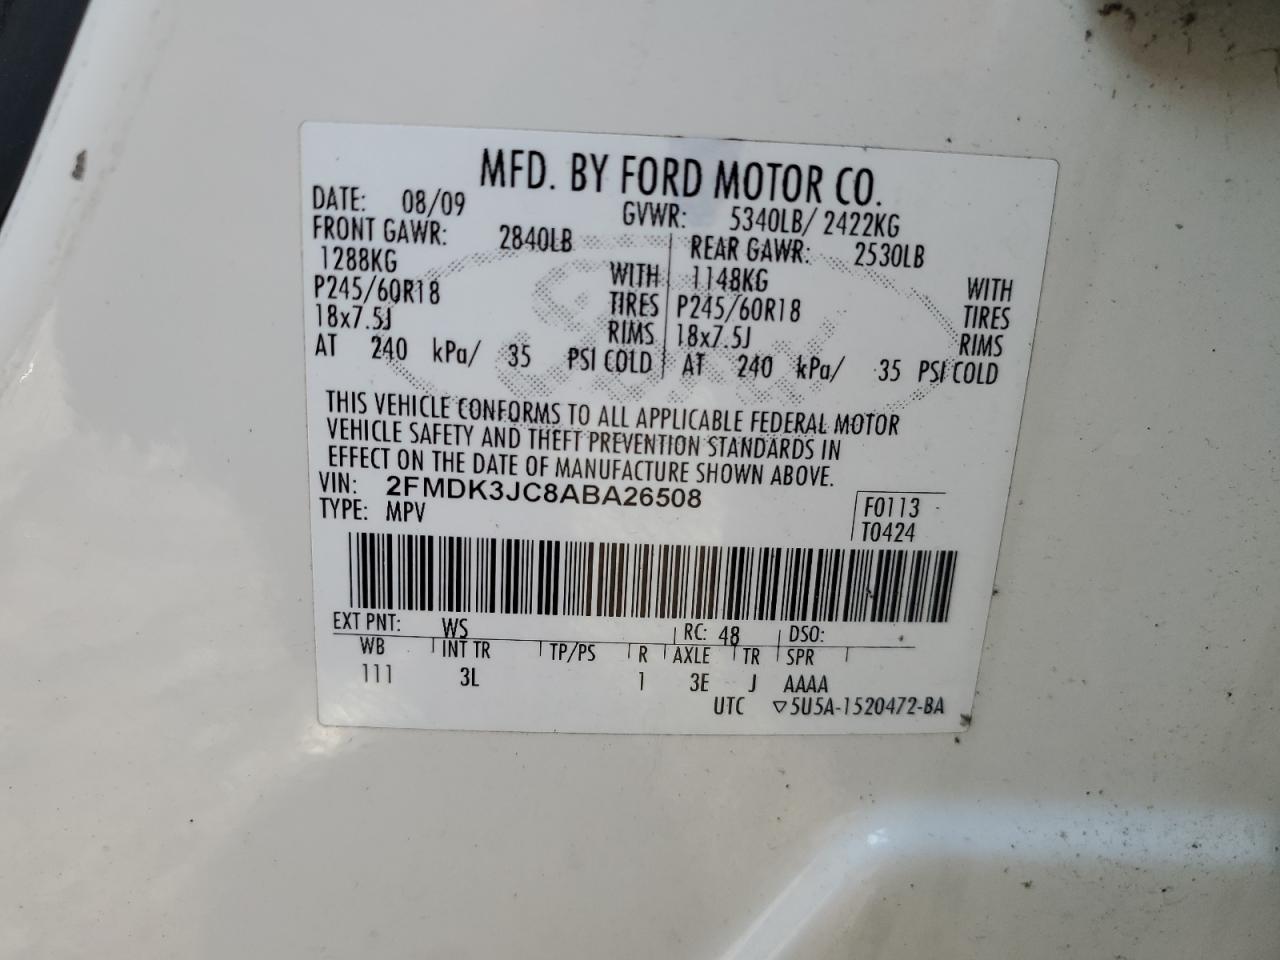 MFD. BY FORD MOTOR CO.
DATE: 08/09 GVWR: 5340LB/ 2422KG
FRONT GAWR: 2840LB REAR GAWR: 2530LB
1288KG WITH 1148KG WITH
P245/60R18 TIRES P245/60R18 TIRES
18x7.5J RIMS 18x7.5J RIMS
AT 240 kPa/ 35 PSI COLD AT 240 kPa/ 35 PSI COLD
THIS VEHICLE CONFORMS TO ALL APPLICABLE FEDERAL MOTOR
VEHICLE SAFETY AND THEFT PREVENTION STANDARDS IN
EFFECT ON THE DATE OF MANUFACTURE SHOWN ABOVE.
VIN: 2FMDK3JC8ABA26508 F0113
TYPE: MPV T0424
EXT PNT: WS RC: 48 DSO:
WB INT TR TP/PS R AXLE TR SPR
111 3L 1 3E J AAAA
UTC ▽5U5A-1520472-BA
Ford